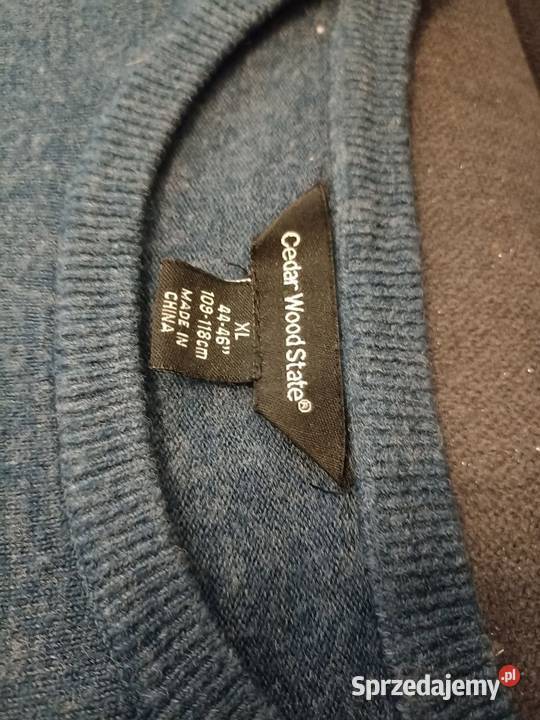 Cedar Wood State®
XL
44-46"
109-118cm
MADE IN
CHINA
Sprzedajemy.pl